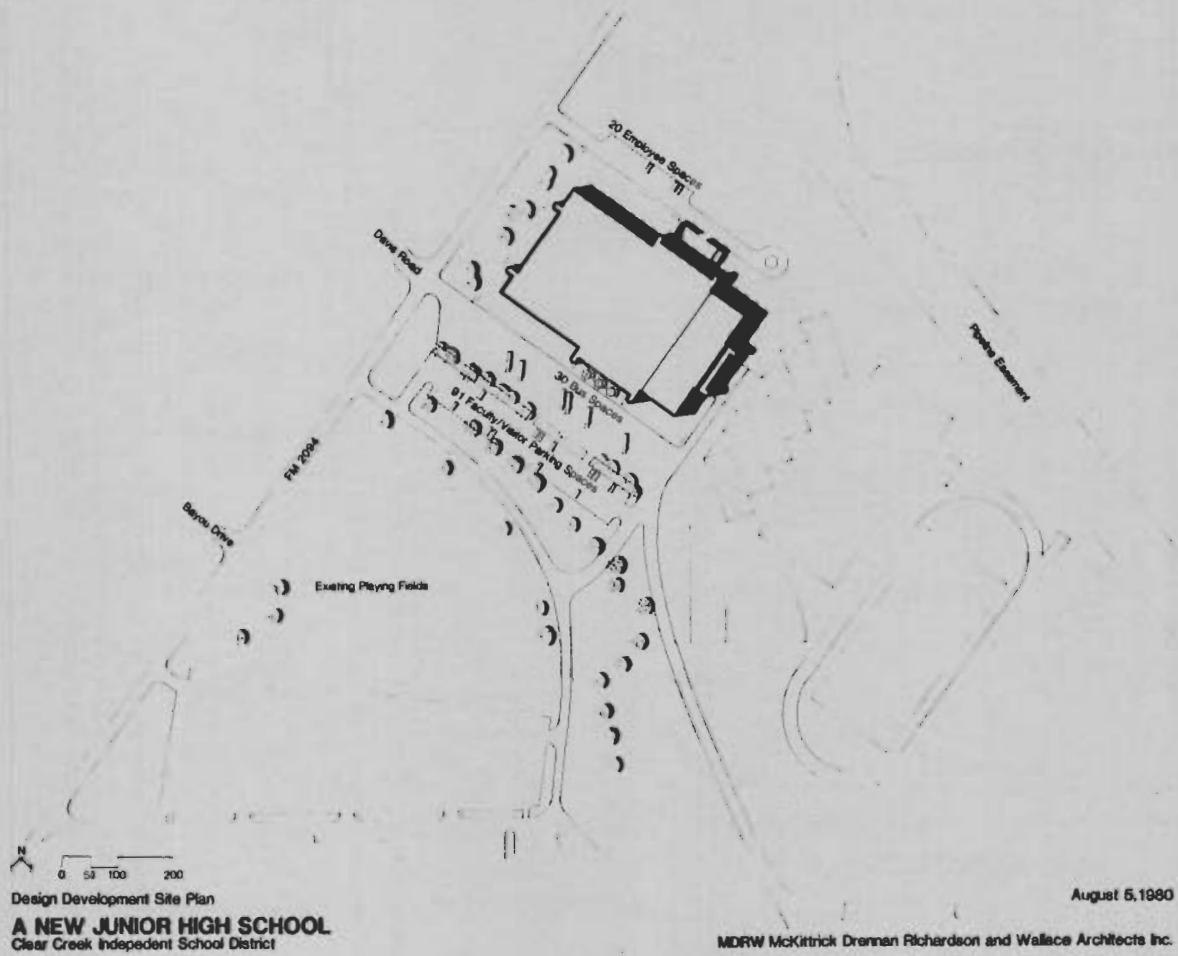 20 Employee Spaces
Davis Road
Pipeline Easement
30 Bus Spaces
91 Faculty/Visitor Parking Spaces
FM 2094
Bayou Drive
Existing Playing Fields
N
0 50 100 200
Design Development Site Plan
August 5, 1980
A NEW JUNIOR HIGH SCHOOL
Clear Creek Indepedent School District
MDRW McKittrick Drennan Richardson and Wallace Architects Inc.